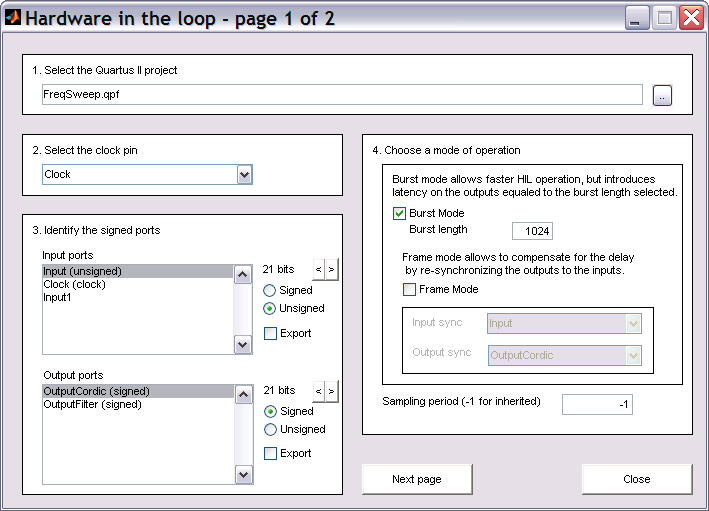 Hardware in the loop - page 1 of 2
1. Select the Quartus II project
FreqSweep.qpf
..
2. Select the clock pin
Clock
3. Identify the signed ports
Input ports
Input (unsigned)
Clock (clock)
Input1
21 bits
< >
Signed
Unsigned
Export
Output ports
OutputCordic (signed)
OutputFilter (signed)
21 bits
< >
Signed
Unsigned
Export
4. Choose a mode of operation
Burst mode allows faster HIL operation, but introduces
latency on the outputs equaled to the burst length selected.
Burst Mode
Burst length 1024
Frame mode allows to compensate for the delay
by re-synchronizing the outputs to the inputs.
Frame Mode
Input sync Input
Output sync OutputCordic
Sampling period (-1 for inherited) -1
Next page Close